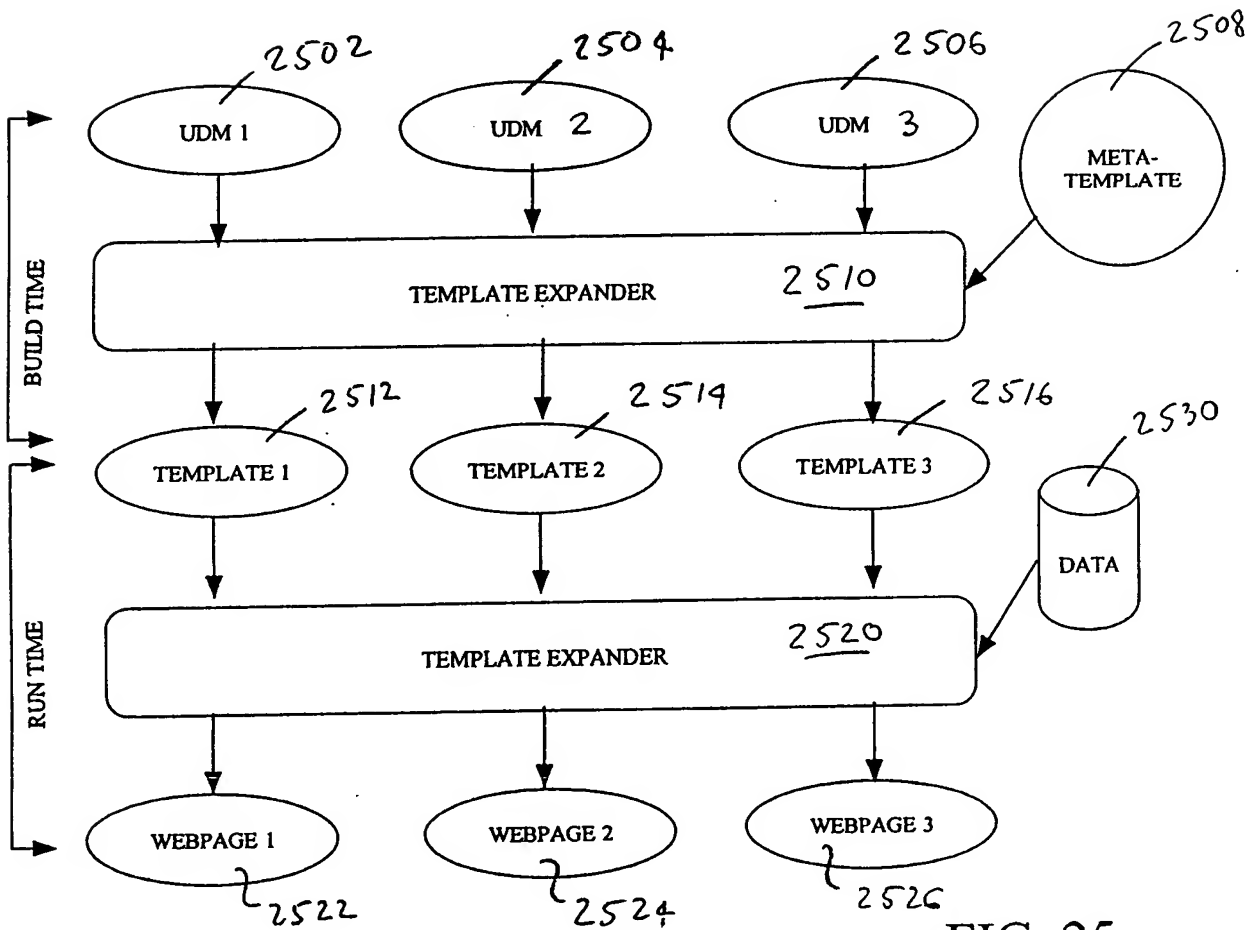 2502
2504
2506
2508
UDM 1
UDM 2
UDM 3
META-
TEMPLATE
TEMPLATE EXPANDER 2510
BUILD TIME
2512
2514
2516
2530
TEMPLATE 1
TEMPLATE 2
TEMPLATE 3
DATA
TEMPLATE EXPANDER 2520
RUN TIME
WEBPAGE 1
WEBPAGE 2
WEBPAGE 3
2522
2524
2526
FIG. 25